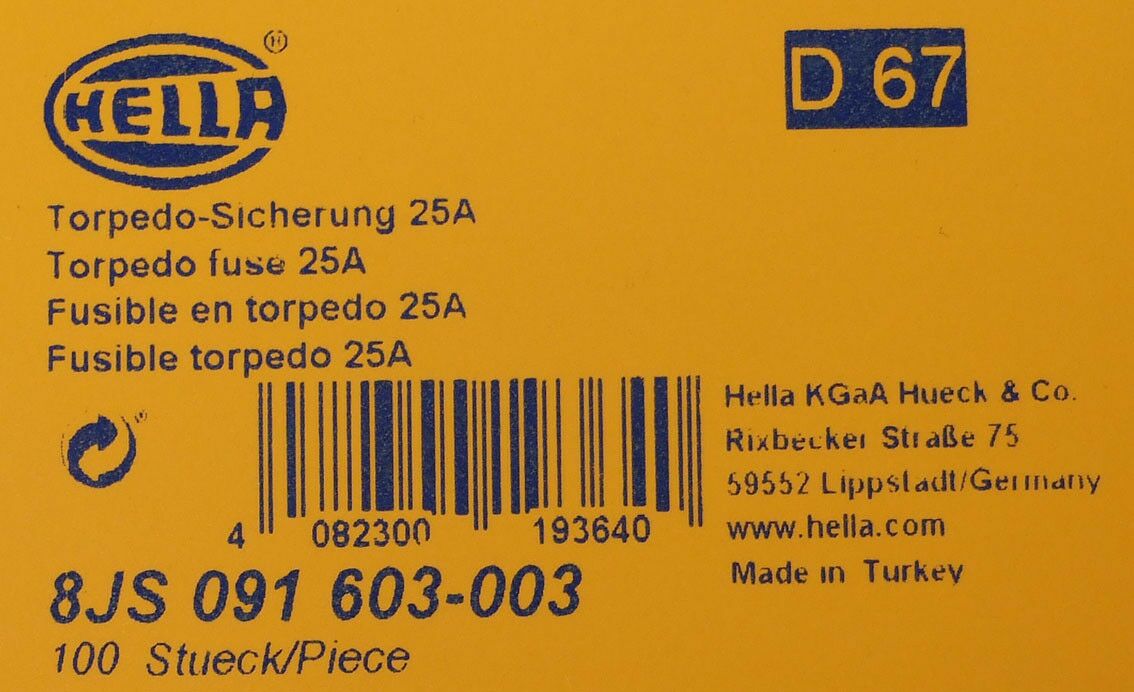 HELLA ®
D 67
Torpedo-Sicherung 25A
Torpedo fuse 25A
Fusible en torpedo 25A
Fusible torpedo 25A
4 082300 193640
Hella KGaA Hueck & Co.
Rixbecker Straße 75
59552 Lippstadt/Germany
www.hella.com
Made in Turkey
8JS 091 603-003
100 Stueck/Piece